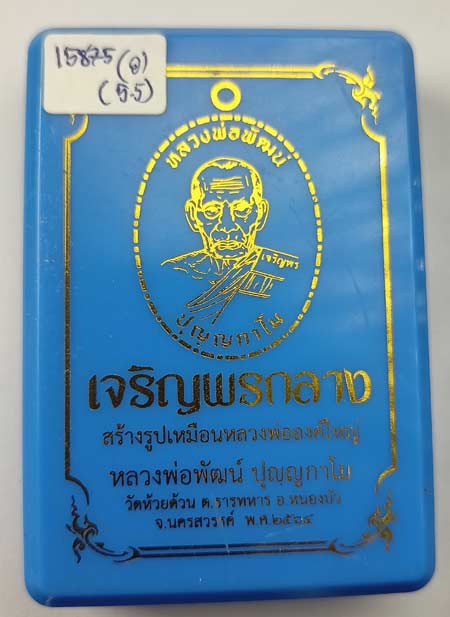 15875 (จ)
(5.5)
หลวงพ่อพัฒน์
เจริญพร
ปุญฺญกาโม
เจริญพรกลาง
สร้างรูปเหมือนหลวงพ่อองค์ใหญ่
หลวงพ่อพัฒน์ ปุญฺญกาโม
วัดห้วยด้วน ต.ธารทหาร อ.หนองบัว
จ.นครสวรรค์ พ.ศ.๒๕๖๔